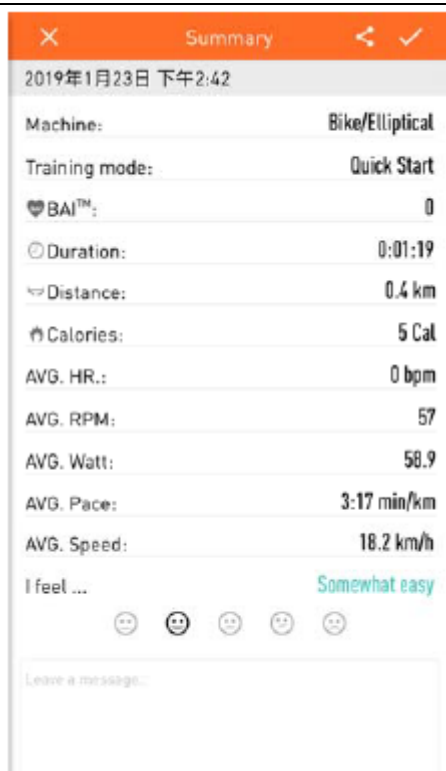 Summary
2019年1月23日 下午2:42
Machine: Bike/Elliptical
Training mode: Quick Start
BAI™: 0
Duration: 0:01:19
Distance: 0.4 km
Calories: 5 Cal
AVG. HR.: 0 bpm
AVG. RPM: 57
AVG. Watt: 58.9
AVG. Pace: 3:17 min/km
AVG. Speed: 18.2 km/h
I feel ... Somewhat easy
Leave a message...